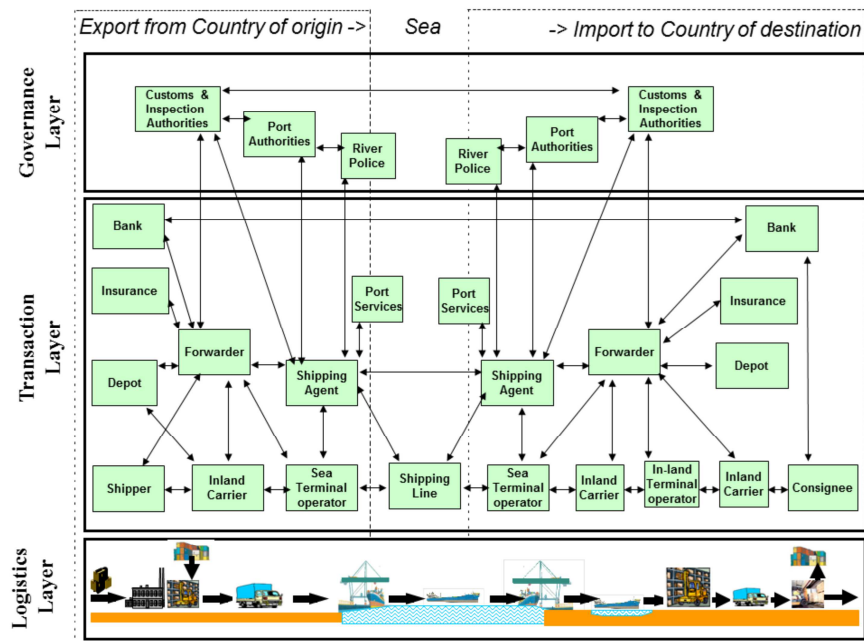 Export from Country of origin ->
Sea
-> Import to Country of destination
Governance
Layer
Customs &
Inspection
Authorities
Port
Authorities
River
Police
River
Police
Port
Authorities
Customs &
Inspection
Authorities
Transaction
Layer
Bank
Insurance
Forwarder
Depot
Shipping
Agent
Port
Services
Port
Services
Shipping
Agent
Forwarder
Bank
Insurance
Depot
Shipper
Inland
Carrier
Sea
Terminal
operator
Shipping
Line
Sea
Terminal
operator
Inland
Carrier
In-land
Terminal
operator
Inland
Carrier
Consignee
Logistics
Layer